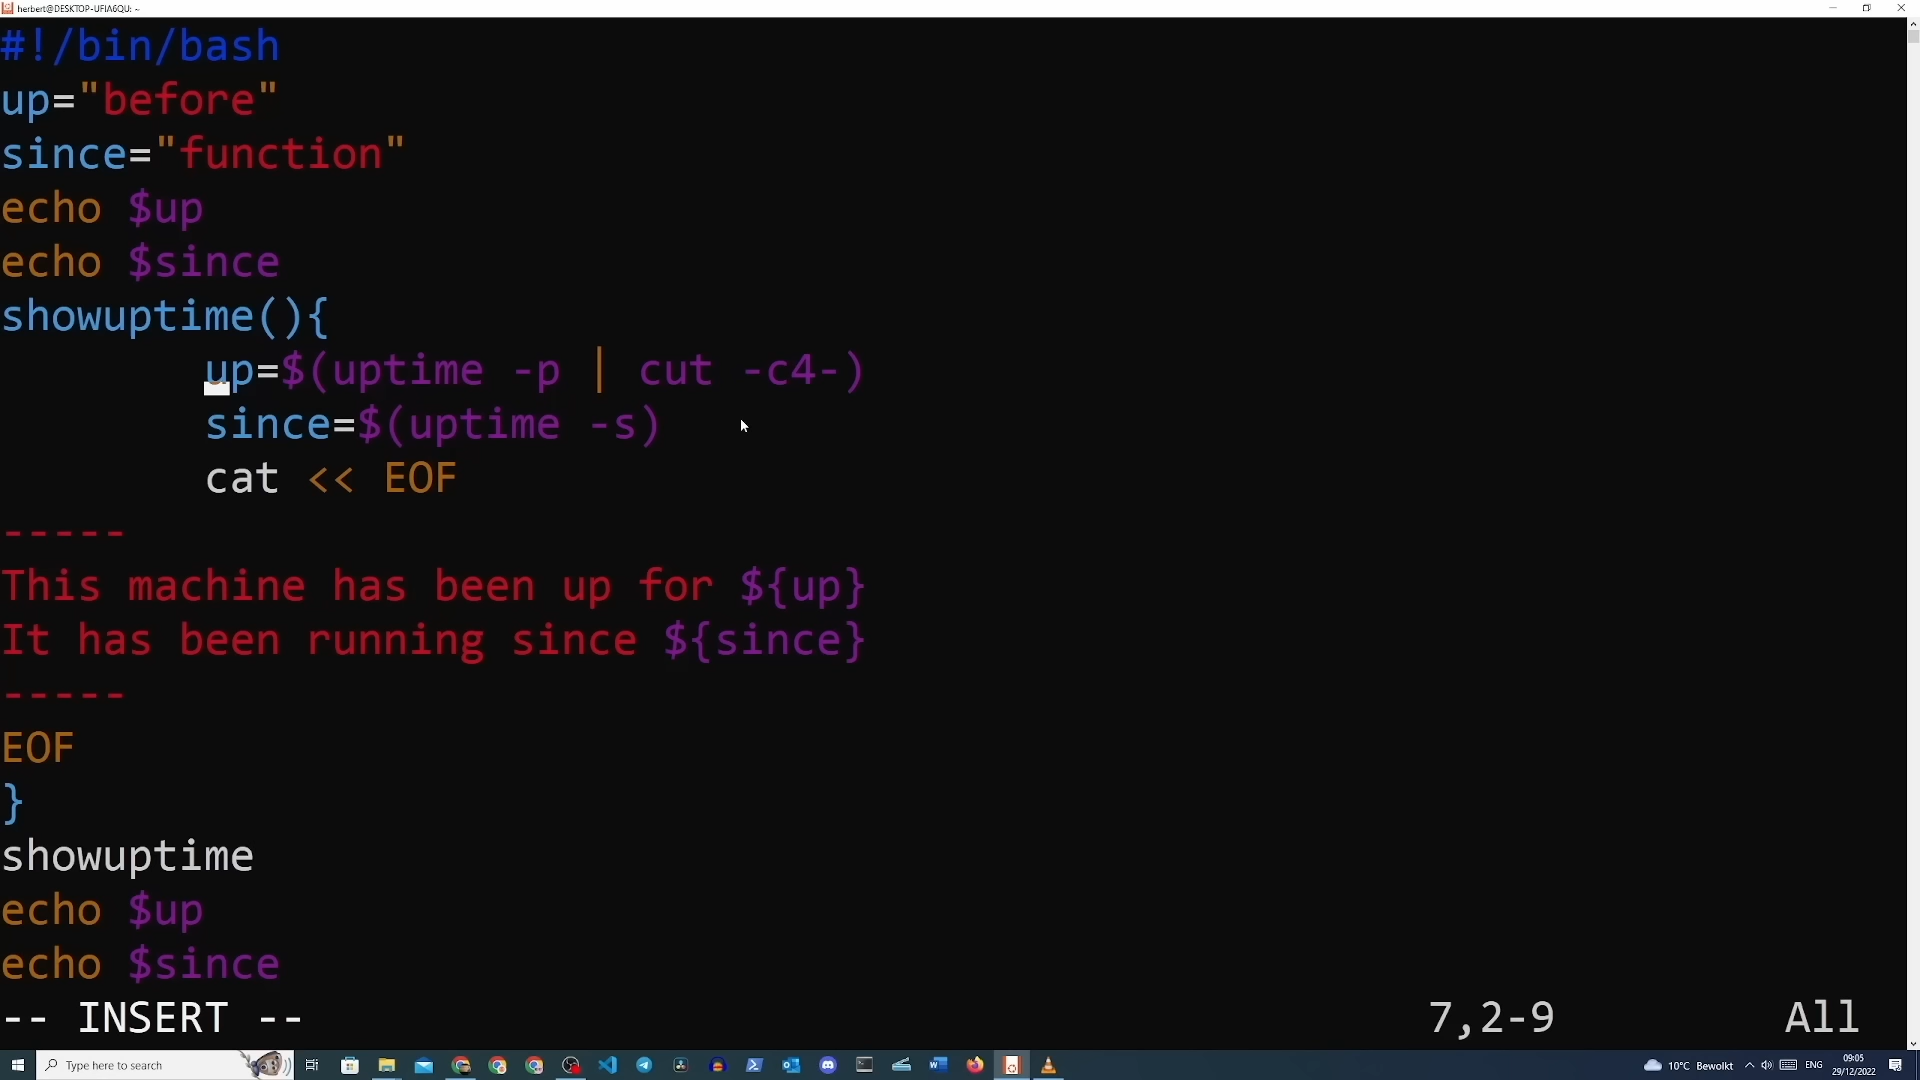 herbert@DESKTOP-UFIA6QU: ~
#!/bin/bash
up="before"
since="function"
echo $up
echo $since
showuptime(){
        up=$(uptime -p | cut -c4-)
        since=$(uptime -s)
        cat << EOF
-----
This machine has been up for ${up}
It has been running since ${since}
-----
EOF
}
showuptime
echo $up
echo $since
-- INSERT -- 7,2-9 All
Type here to search
10°C Bewolkt ENG
09:05
29/12/2022